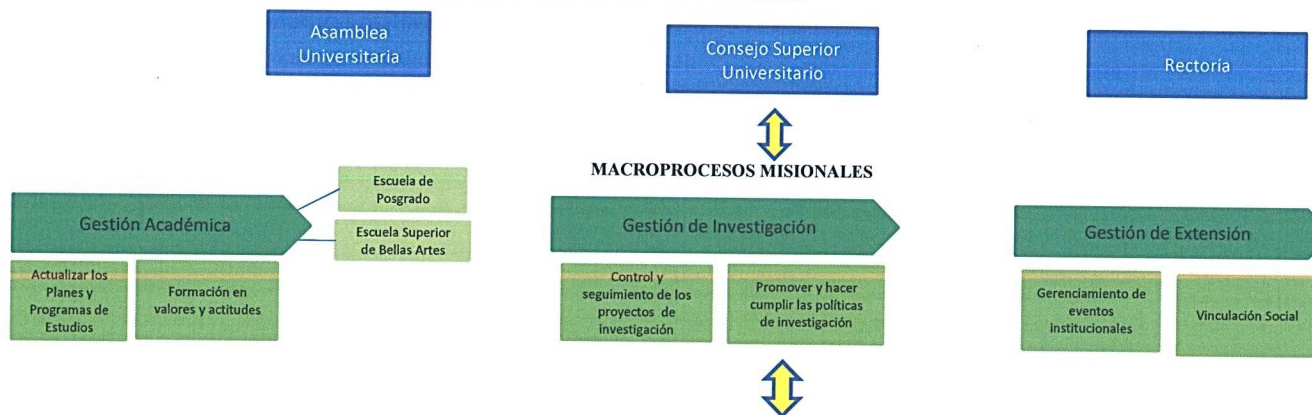 Asamblea
Universitaria
Consejo Superior
Universitario
Rectoría
MACROPROCESOS MISIONALES
Gestión Académica
Escuela de
Posgrado
Escuela Superior
de Bellas Artes
Actualizar los
Planes y
Programas de
Estudios
Formación en
valores y actitudes
Gestión de Investigación
Control y
seguimiento de los
proyectos de
investigación
Promover y hacer
cumplir las políticas
de investigación
Gestión de Extensión
Gerenciamiento de
eventos
institucionales
Vinculación Social